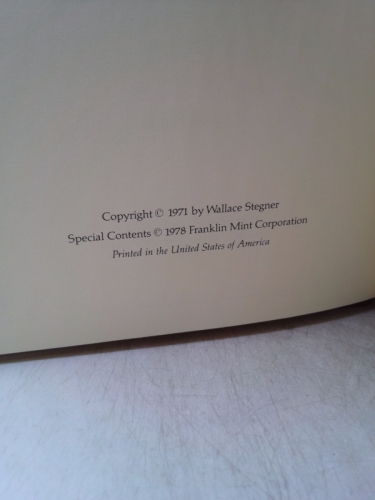 Copyright © 1971 by Wallace Stegner
Special Contents © 1978 Franklin Mint Corporation
Printed in the United States of America